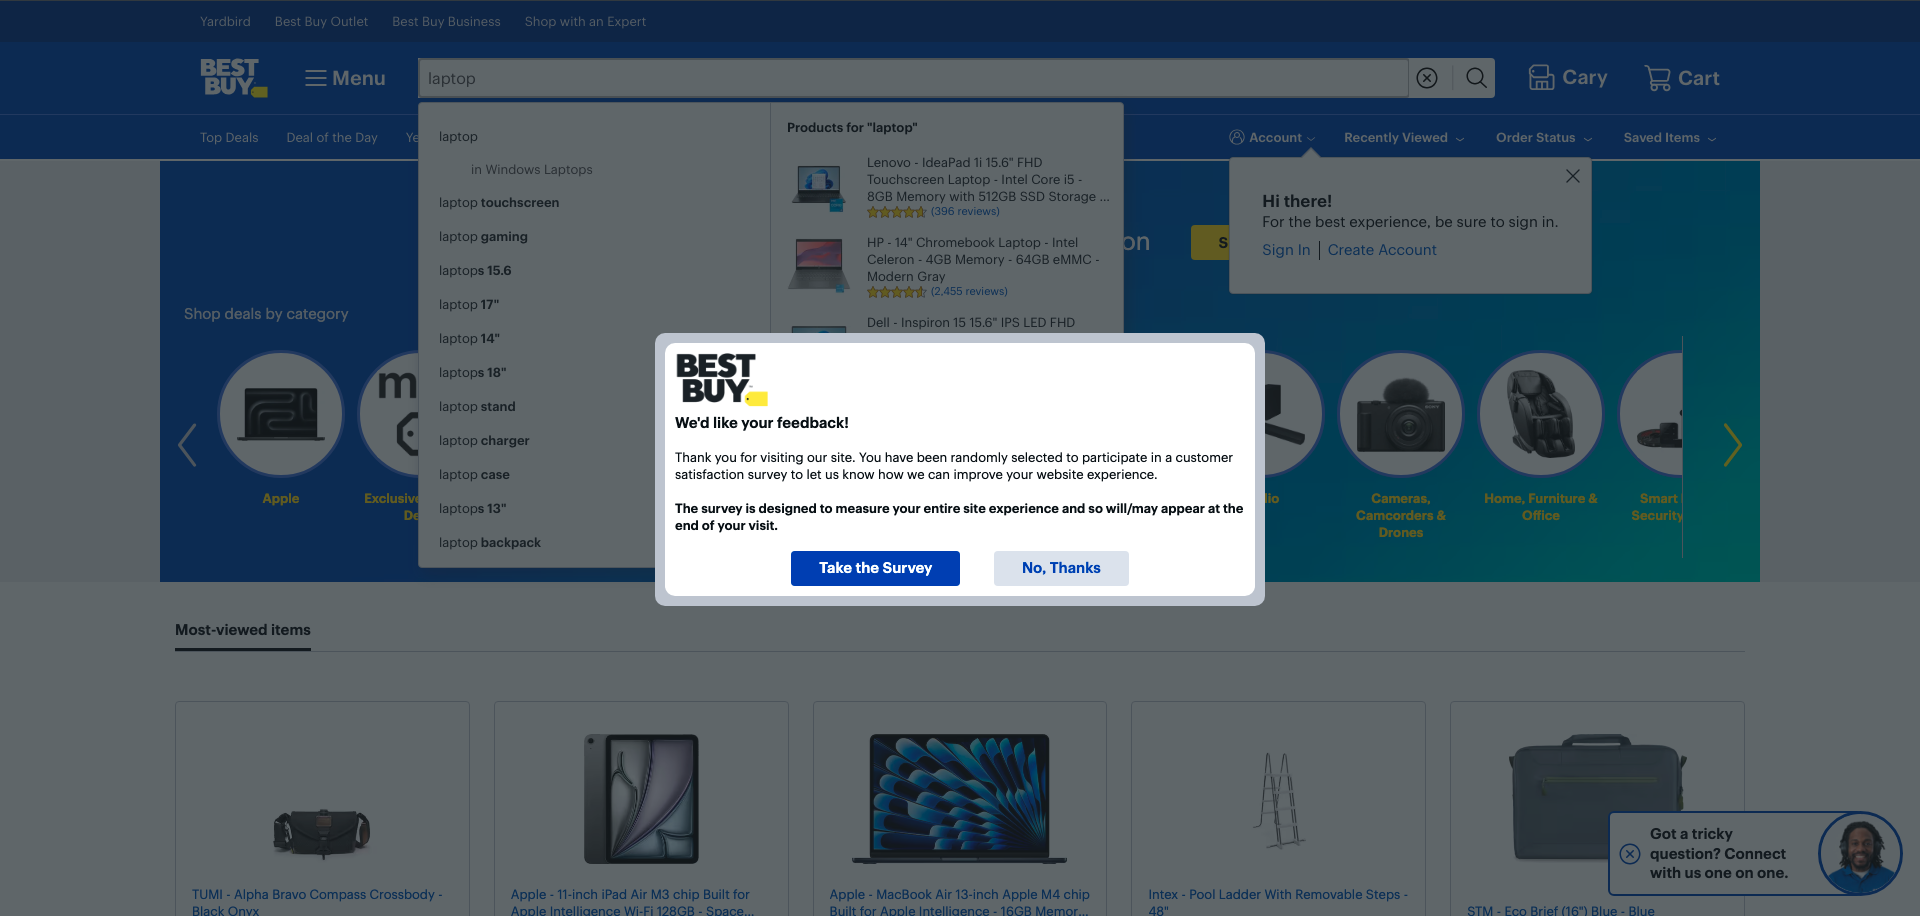 Yardbird
Best Buy Outlet
Best Buy Business
Shop with an Expert
BEST
BUY
Menu
laptop
Cary
Cart
Top Deals
Deal of the Day
Ye
Account
Recently Viewed
Order Status
Saved Items
laptop
in Windows Laptops
laptop touchscreen
laptop gaming
laptops 15.6
laptop 17"
laptop 14"
laptops 18"
laptop stand
laptop charger
laptop case
laptops 13"
laptop backpack
Products for "laptop"
Lenovo - IdeaPad 1i 15.6" FHD
Touchscreen Laptop - Intel Core i5 -
8GB Memory with 512GB SSD Storage ...
(396 reviews)
HP - 14" Chromebook Laptop - Intel
Celeron - 4GB Memory - 64GB eMMC -
Modern Gray
(2,455 reviews)
Dell - Inspiron 15 15.6" IPS LED FHD
on
S
Hi there!
For the best experience, be sure to sign in.
Sign In
Create Account
Shop deals by category
m
Apple
Exclusive
De
lio
Cameras,
Camcorders &
Drones
Home, Furniture &
Office
Smart
Security
BEST
BUY
We'd like your feedback!
Thank you for visiting our site. You have been randomly selected to participate in a customer
satisfaction survey to let us know how we can improve your website experience.
The survey is designed to measure your entire site experience and so will/may appear at the
end of your visit.
Take the Survey
No, Thanks
Most-viewed items
TUMI - Alpha Bravo Compass Crossbody -
Black Onyx
Apple - 11-inch iPad Air M3 chip Built for
Apple Intelligence Wi-Fi 128GB - Space...
Apple - MacBook Air 13-inch Apple M4 chip
Built for Apple Intelligence - 16GB Memor...
Intex - Pool Ladder With Removable Steps -
48"
STM - Eco Brief (16") Blue - Blue
Got a tricky
question? Connect
with us one on one.